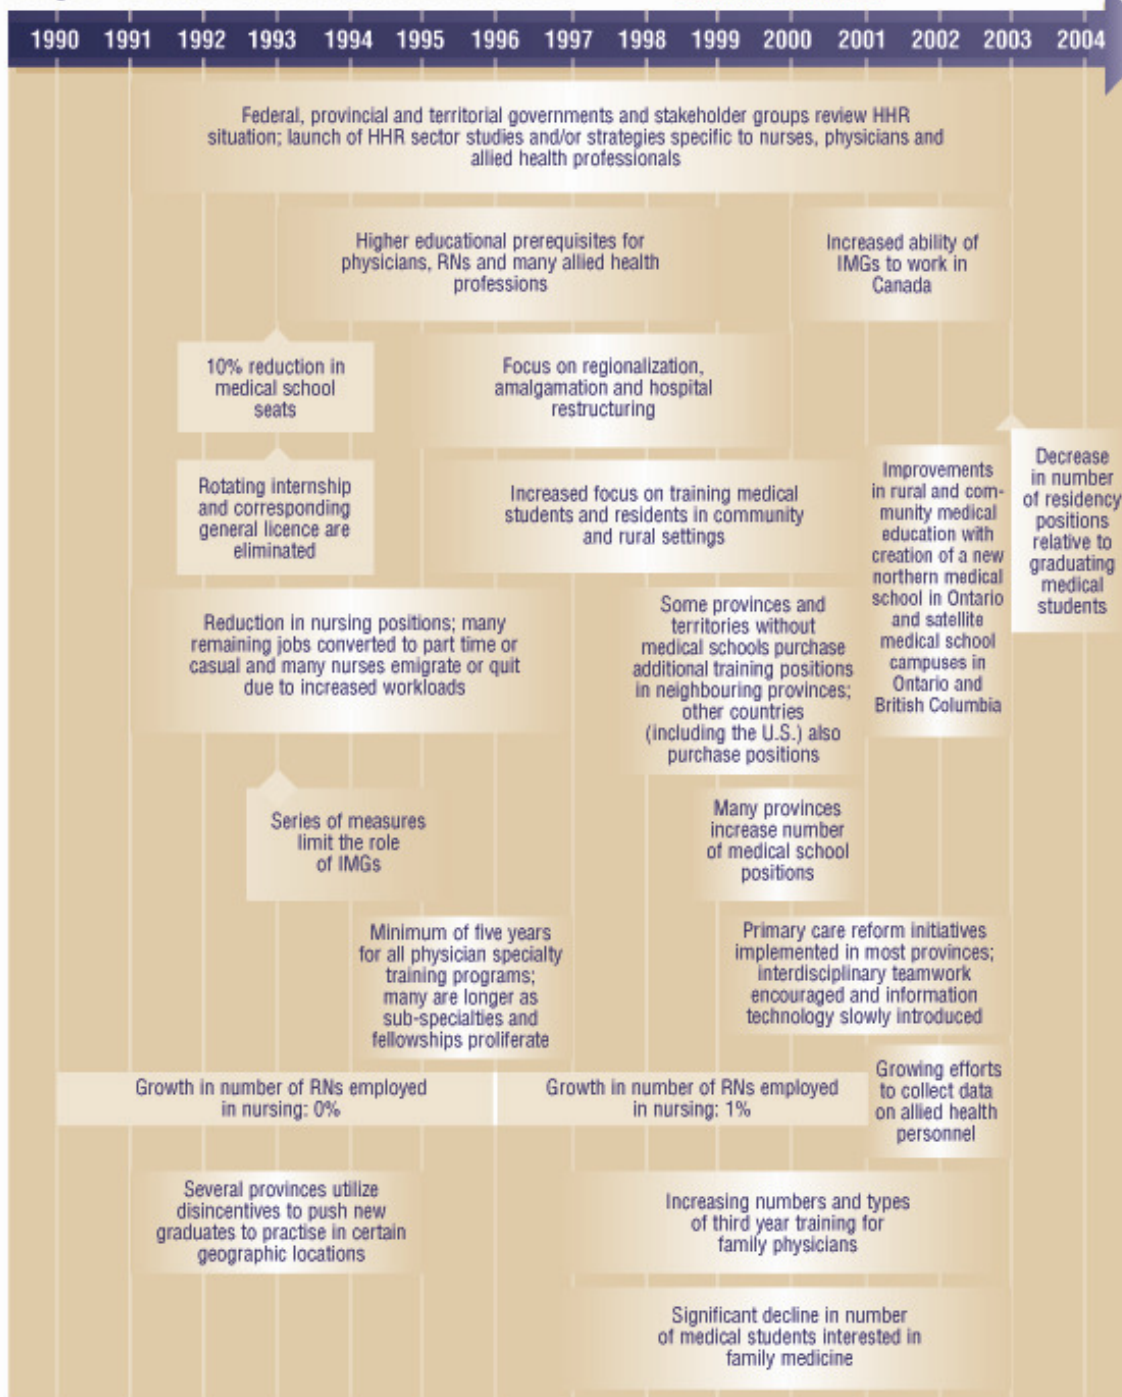 1990 1991 1992 1993 1994 1995 1996 1997 1998 1999 2000 2001 2002 2003 2004
Federal, provincial and territorial governments and stakeholder groups review HHR
situation; launch of HHR sector studies and/or strategies specific to nurses, physicians and
allied health professionals
Higher educational prerequisites for
physicians, RNs and many allied health
professions
Increased ability of
IMGs to work in
Canada
10% reduction in
medical school
seats
Focus on regionalization,
amalgamation and hospital
restructuring
Rotating internship
and corresponding
general licence are
eliminated
Increased focus on training medical
students and residents in community
and rural settings
Improvements
in rural and com-
munity medical
education with
creation of a new
northern medical
school in Ontario
and satellite
medical school
campuses in
Ontario and
British Columbia
Decrease
in number
of residency
positions
relative to
graduating
medical
students
Reduction in nursing positions; many
remaining jobs converted to part time or
casual and many nurses emigrate or quit
due to increased workloads
Some provinces and
territories without
medical schools purchase
additional training positions
in neighbouring provinces;
other countries
(including the U.S.) also
purchase positions
Series of measures
limit the role
of IMGs
Many provinces
increase number
of medical school
positions
Minimum of five years
for all physician specialty
training programs;
many are longer as
sub-specialties and
fellowships proliferate
Primary care reform initiatives
implemented in most provinces;
interdisciplinary teamwork
encouraged and information
technology slowly introduced
Growth in number of RNs employed
in nursing: 0%
Growth in number of RNs employed
in nursing: 1%
Growing efforts
to collect data
on allied health
personnel
Several provinces utilize
disincentives to push new
graduates to practise in certain
geographic locations
Increasing numbers and types
of third year training for
family physicians
Significant decline in number
of medical students interested in
family medicine